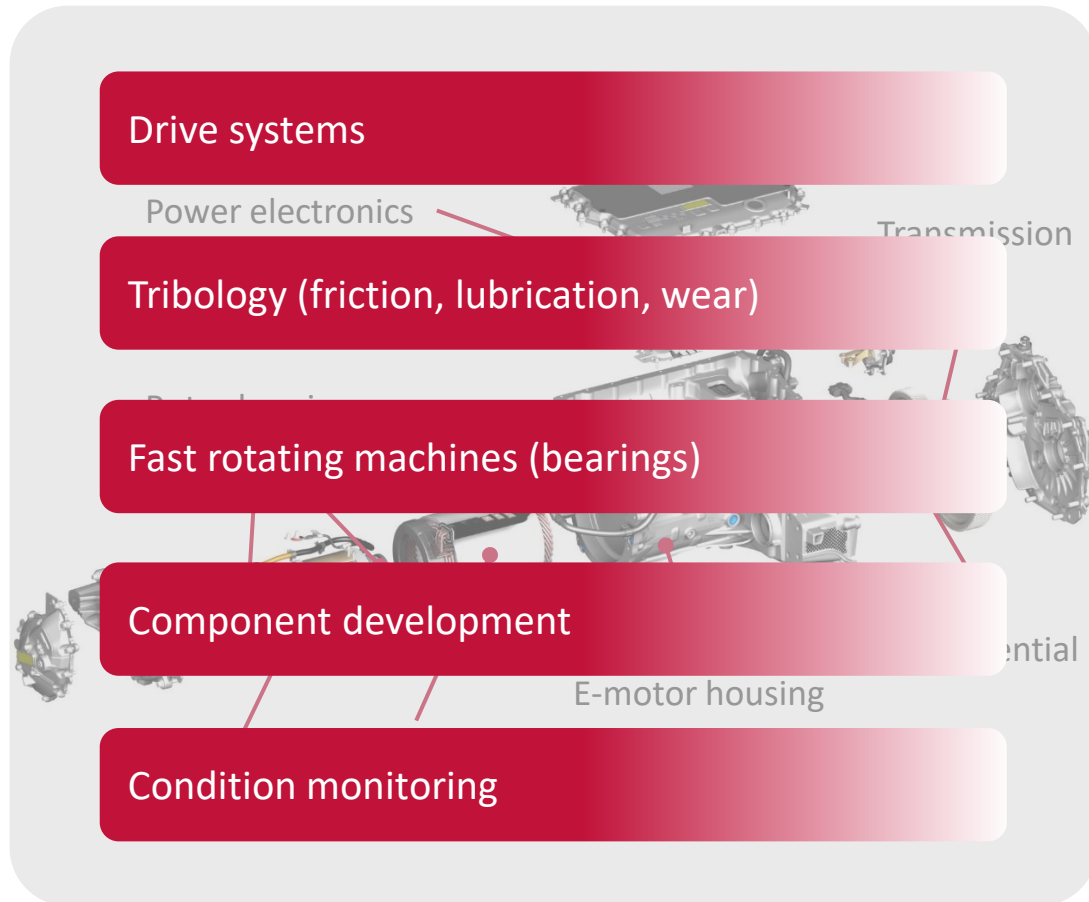 Drive systems
Power electronics
Transmission
Tribology (friction, lubrication, wear)
Fast rotating machines (bearings)
Component development
E-motor housing
Condition monitoring